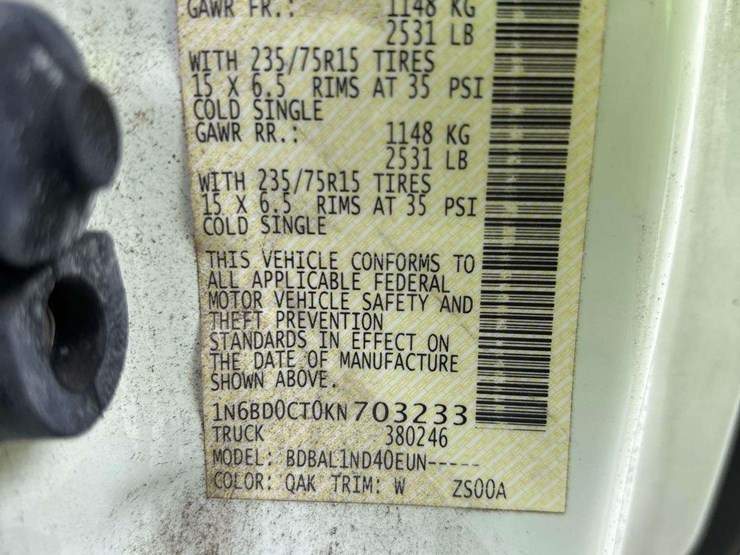 GAWR FR.: 1148 KG
2531 LB
WITH 235/75R15 TIRES
15 X 6.5 RIMS AT 35 PSI
COLD SINGLE
GAWR RR.: 1148 KG
2531 LB
WITH 235/75R15 TIRES
15 X 6.5 RIMS AT 35 PSI
COLD SINGLE
THIS VEHICLE CONFORMS TO
ALL APPLICABLE FEDERAL
MOTOR VEHICLE SAFETY AND
THEFT PREVENTION
STANDARDS IN EFFECT ON
THE DATE OF MANUFACTURE
SHOWN ABOVE.
1N6BD0CT0KN703233
TRUCK 380246
MODEL: BDBAL1ND40EUN-----
COLOR: QAK TRIM: W ZS00A